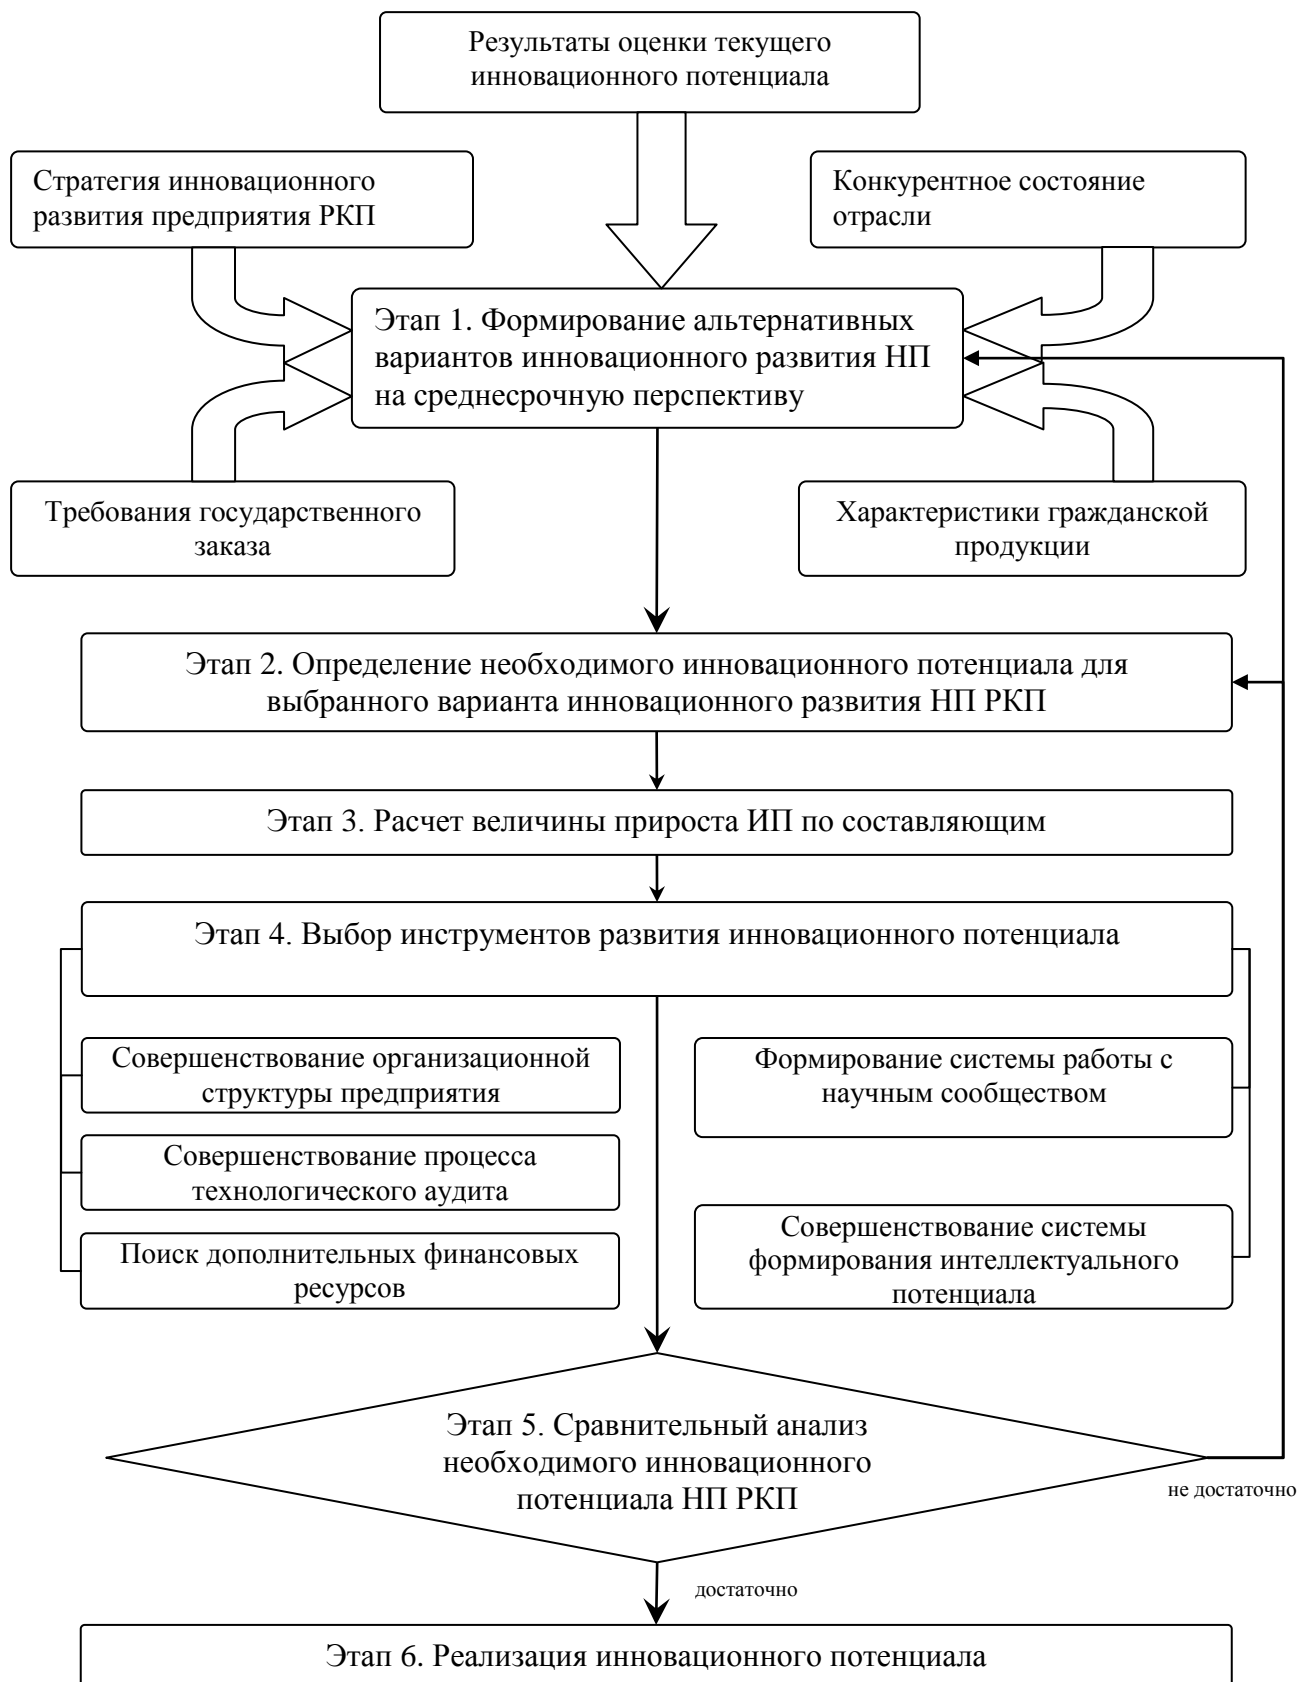 Результаты оценки текущего
инновационного потенциала
Стратегия инновационного
развития предприятия РКП
Конкурентное состояние
отрасли
Этап 1. Формирование альтернативных
вариантов инновационного развития НП
на среднесрочную перспективу
Требования государственного
заказа
Характеристики гражданской
продукции
Этап 2. Определение необходимого инновационного потенциала для
выбранного варианта инновационного развития НП РКП
Этап 3. Расчет величины прироста ИП по составляющим
Этап 4. Выбор инструментов развития инновационного потенциала
Совершенствование организационной
структуры предприятия
Формирование системы работы с
научным сообществом
Совершенствование процесса
технологического аудита
Совершенствование системы
формирования интеллектуального
потенциала
Поиск дополнительных финансовых
ресурсов
Этап 5. Сравнительный анализ
необходимого инновационного
потенциала НП РКП
не достаточно
достаточно
Этап 6. Реализация инновационного потенциала